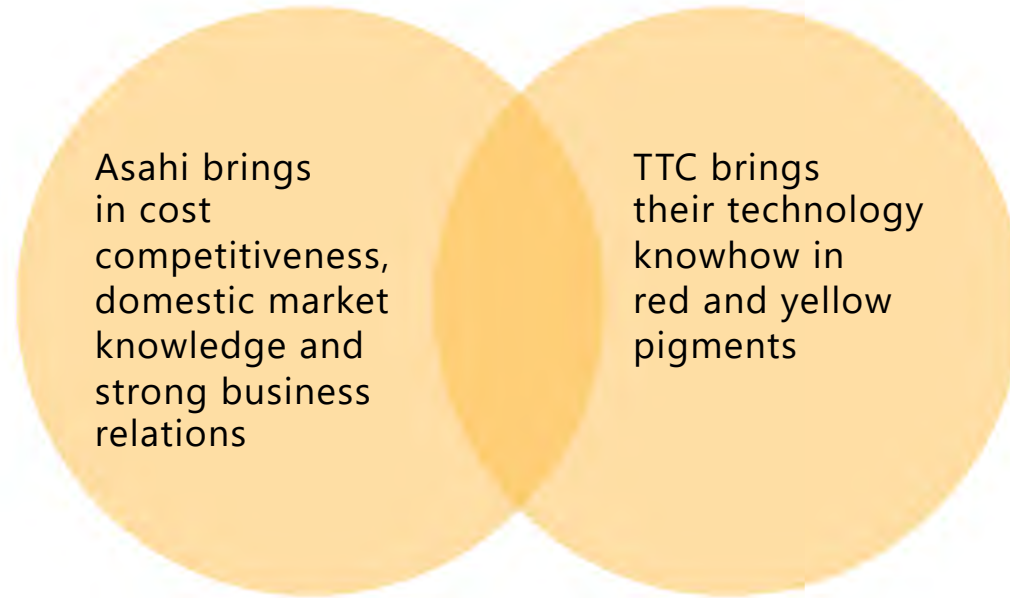 Asahi brings
in cost
competitiveness,
domestic market
knowledge and
strong business
relations
TTC brings
their technology
knowhow in
red and yellow
pigments